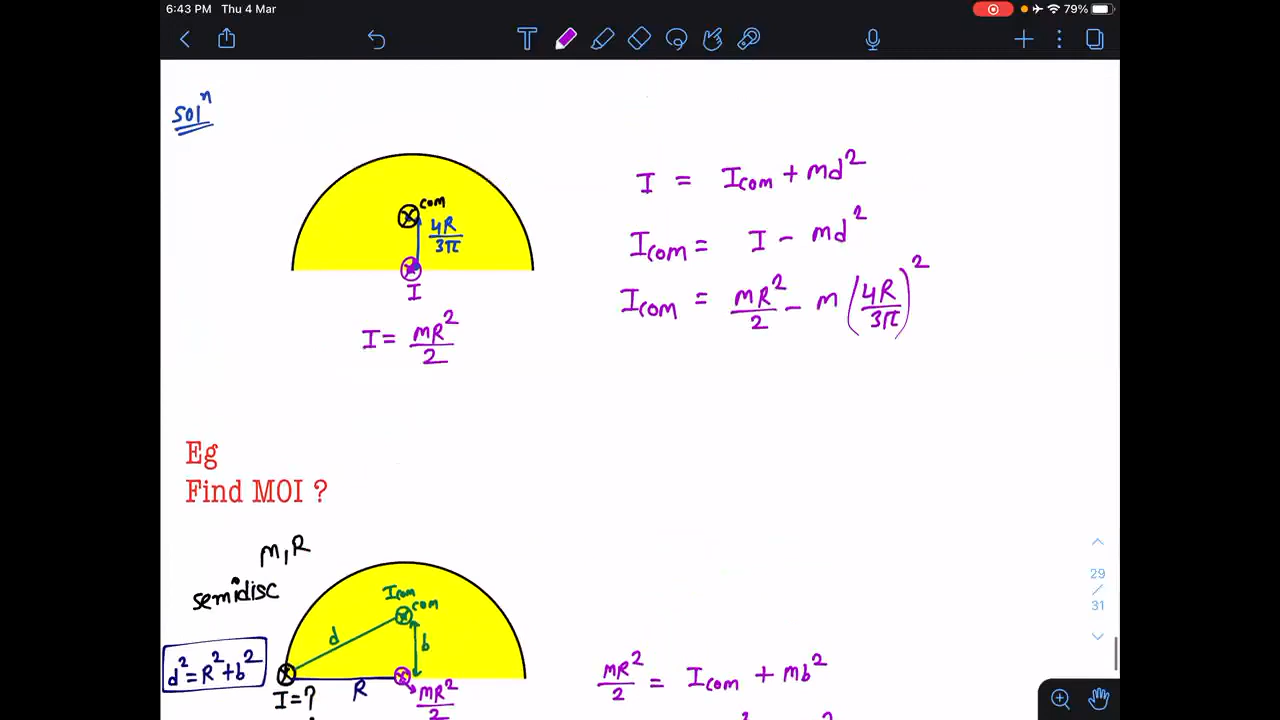 6:43 PM Thu 4 Mar
79%
Solⁿ
com
4R/3π
I
I = mR²/2
I = Icom + md²
Icom = I - md²
Icom = mR²/2 - m(4R/3π)²
Eg
Find MOI ?
m,R
semidisc
Icom
com
d
b
d² = R² + b²
I = ?
R
mR²/2
mR²/2 = Icom + mb²
29
/
31